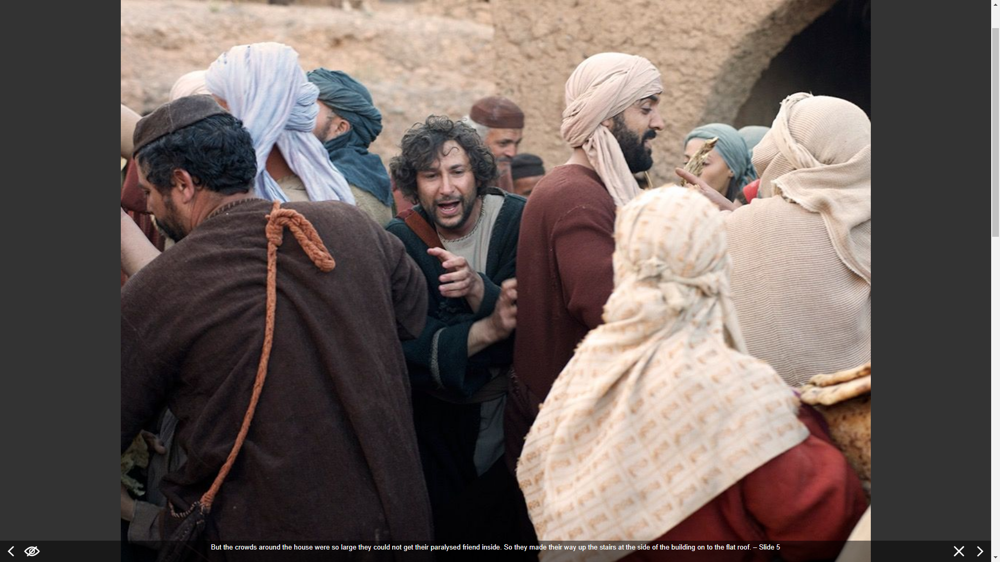 But the crowds around the house were so large they could not get their paralysed friend inside. So they made their way up the stairs at the side of the building on to the flat roof. – Slide 5